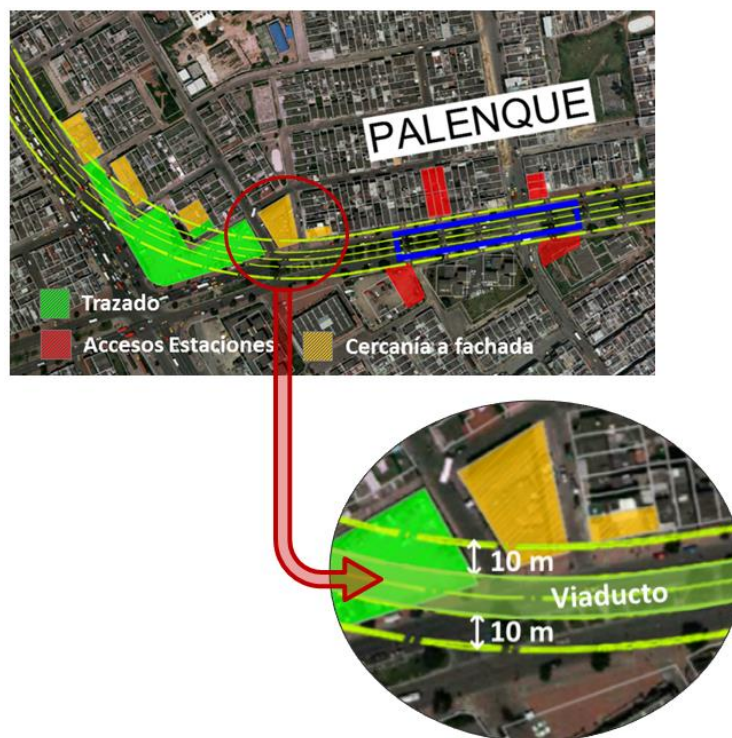 PALENQUE
Trazado
Accesos Estaciones
Cercanía a fachada
10 m
Viaducto
10 m